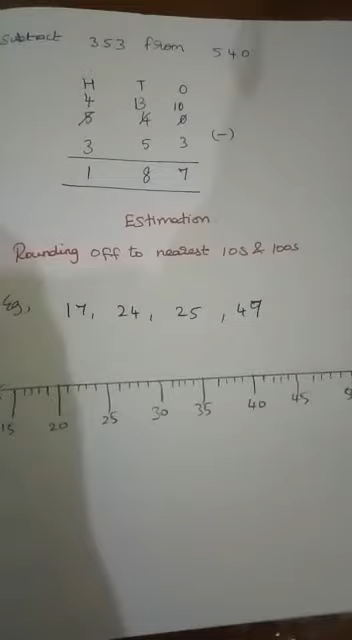 Subtract 353 from 540
H T O
4 13 10
5 4 0
3 5 3 (-)
1 8 7
Estimation
Rounding off to nearest 10s & 100s
Eg, 17, 24, 25, 49
15 20 25 30 35 40 45